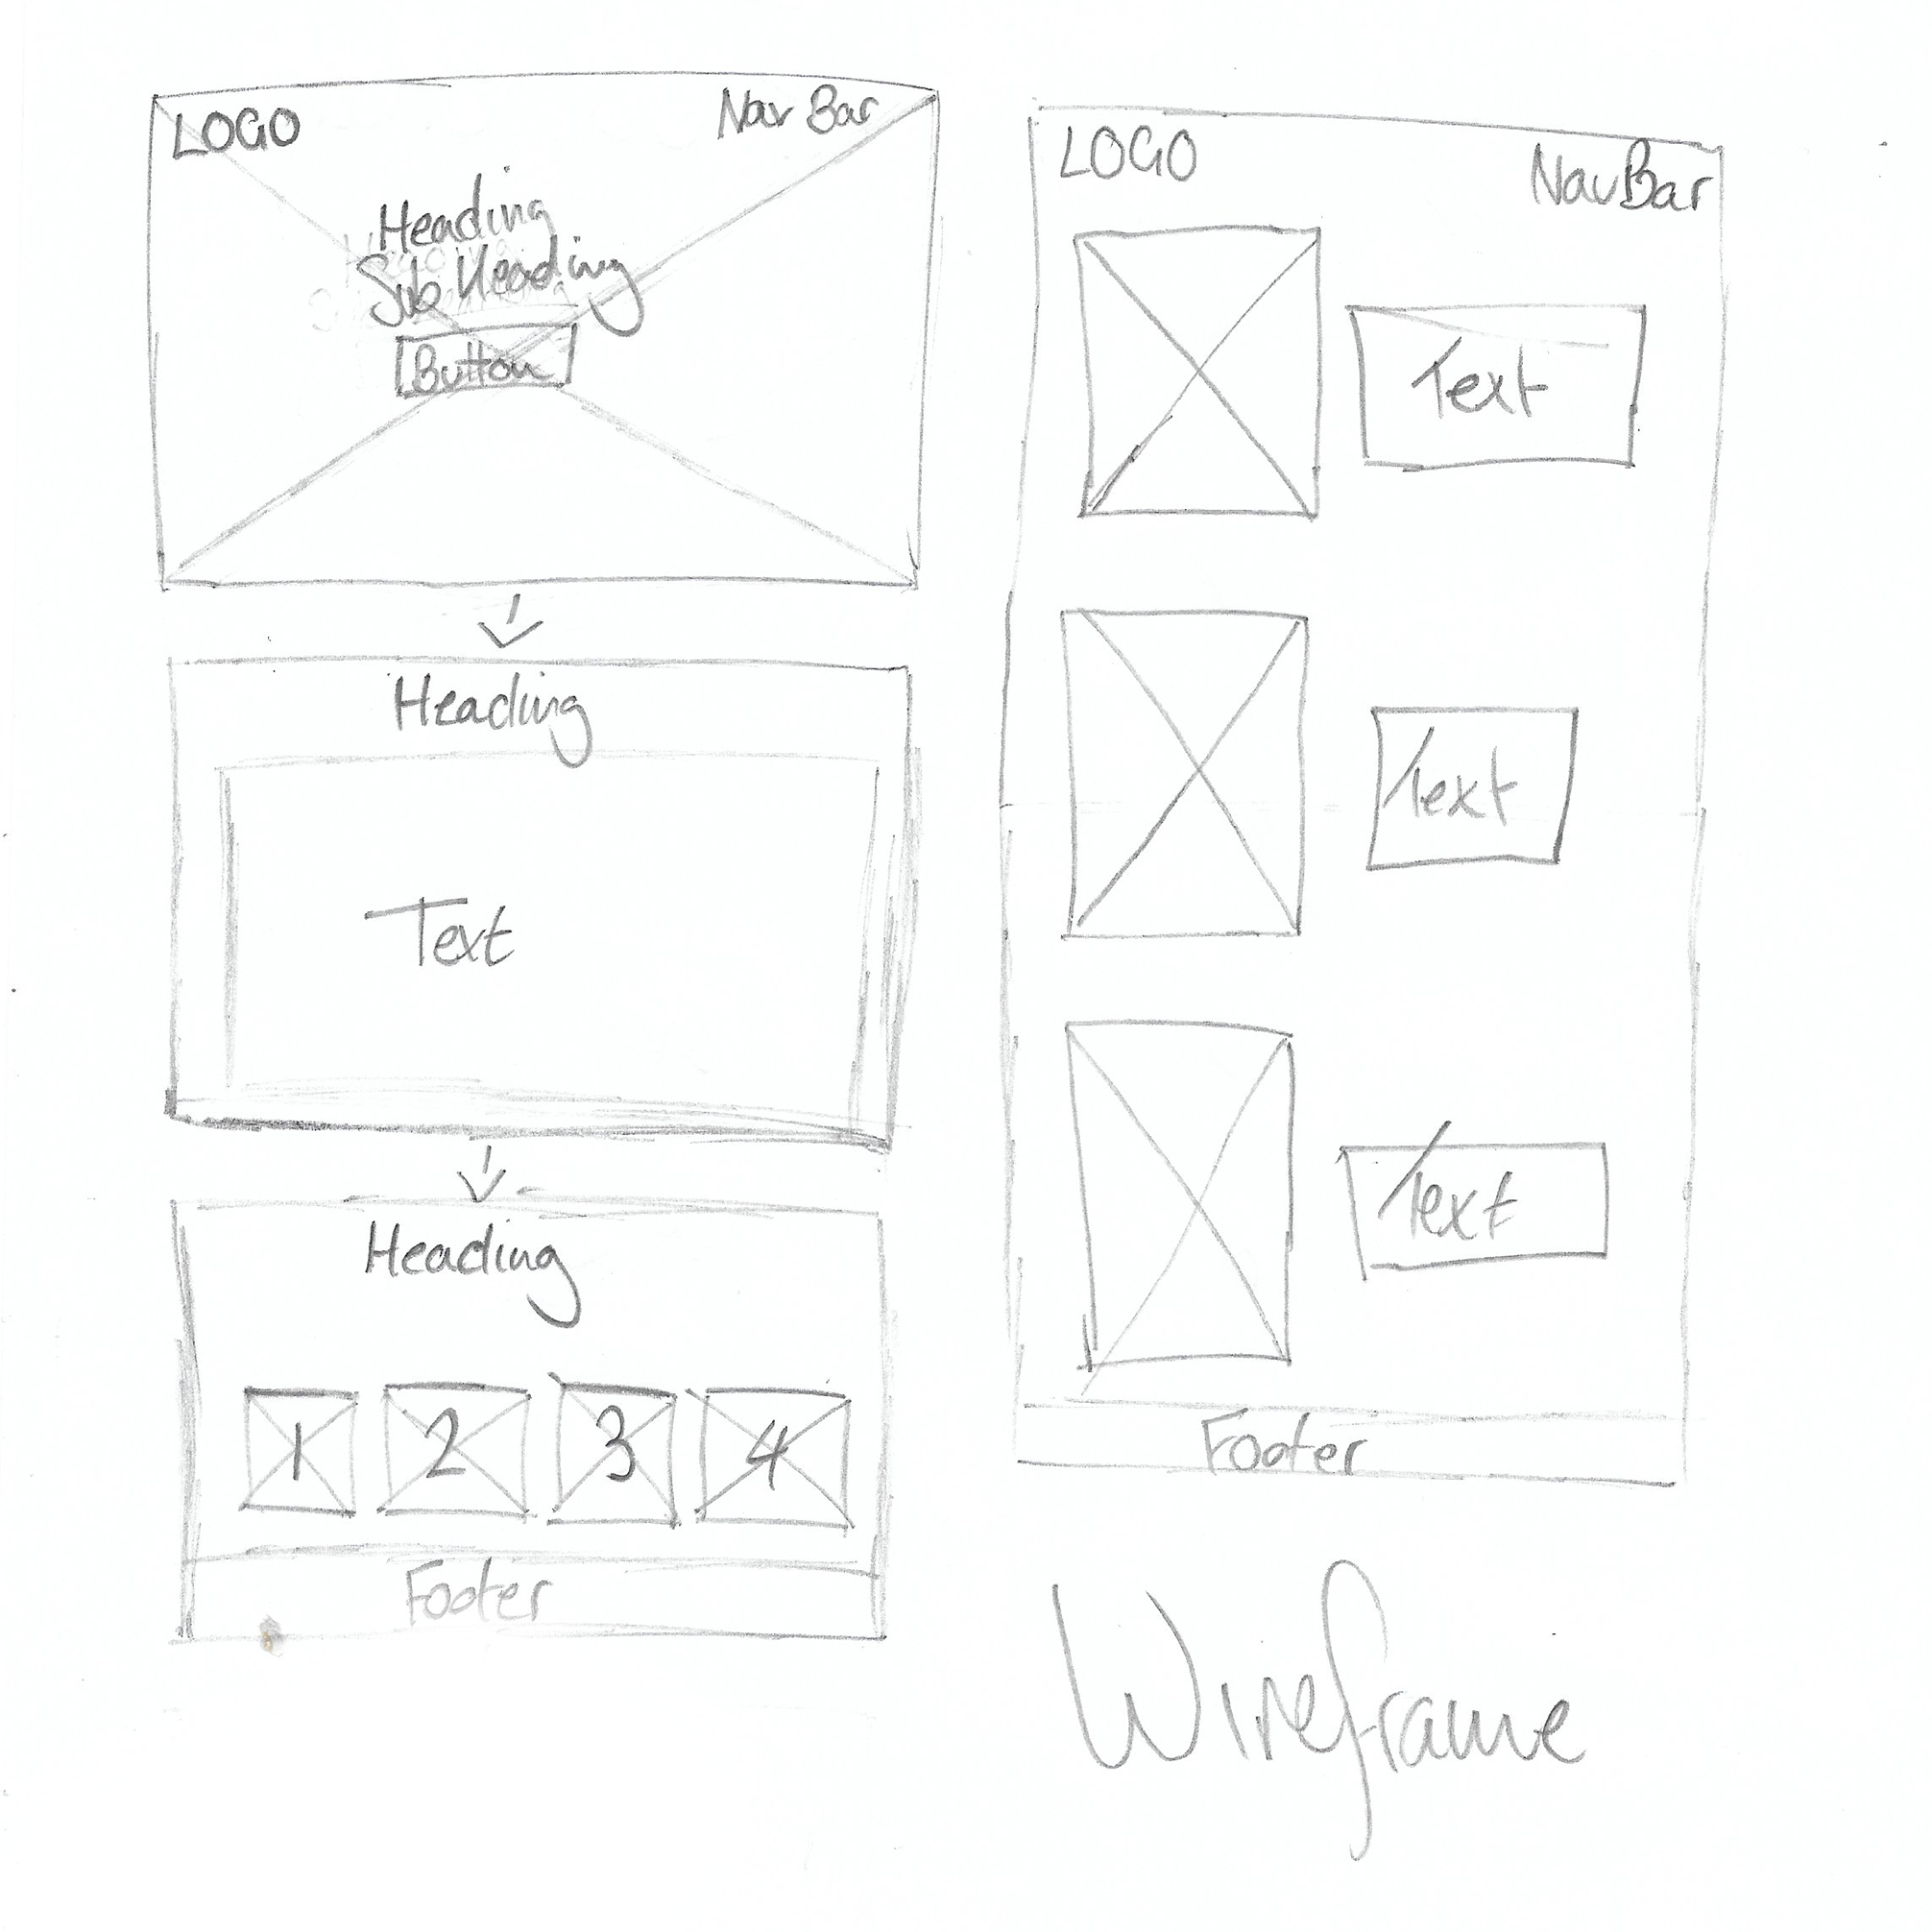 LOGO
Nav Bar
Heading
Sub Heading
Button
Heading
Text
Heading
1 2 3 4
Footer
LOGO
NavBar
Text
Text
Text
Footer
Wireframe